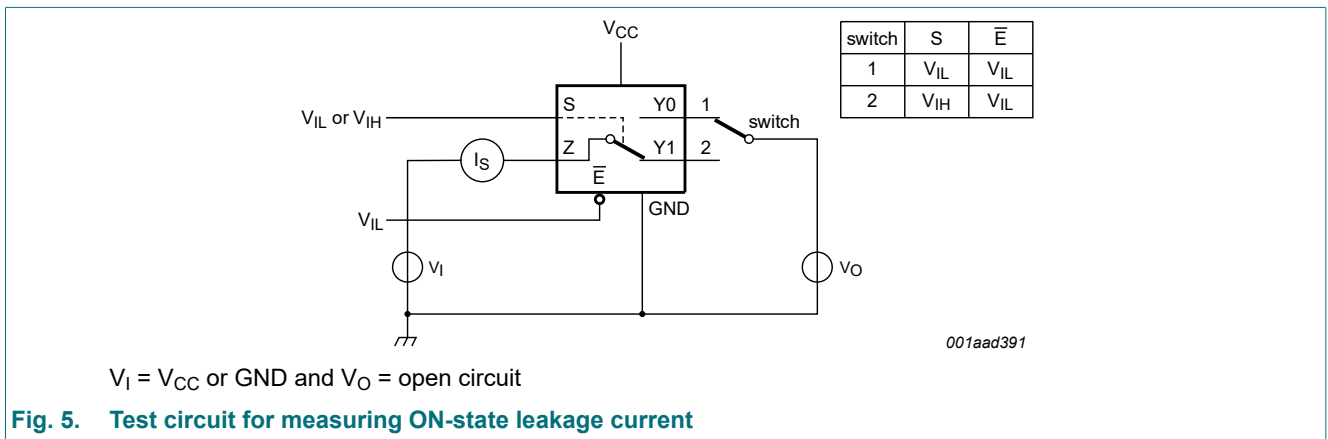 VCC
switch S E̅
1 VIL VIL
2 VIH VIL
S Y0 1
VIL or VIH
switch
Z Y1 2
IS
E̅
GND
VIL
VI
VO
001aad391
VI = VCC or GND and VO = open circuit
Fig. 5. Test circuit for measuring ON-state leakage current